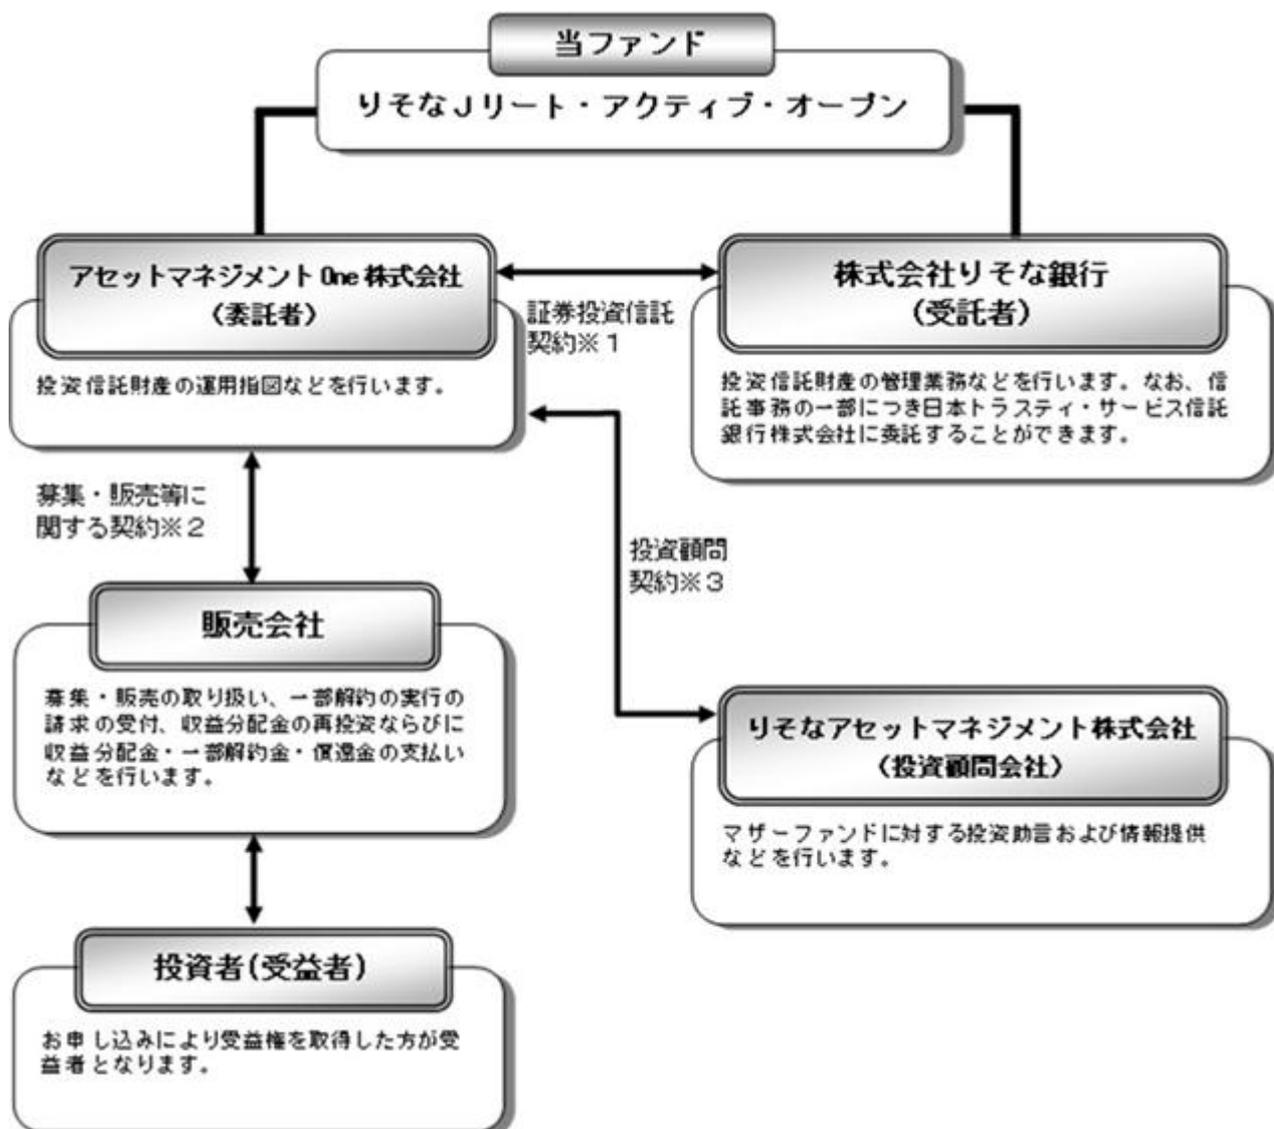 当ファンド
りそなJリート・アクティブ・オープン
アセットマネジメントOne株式会社
(委託者)
投資信託財産の運用指図などを行います。
証券投資信託
契約※1
株式会社りそな銀行
(受託者)
投資信託財産の管理業務などを行います。なお、信
託事務の一部につき日本トラスティ・サービス信託
銀行株式会社に委託することができます。
募集・販売等に
関する契約※2
投資顧問
契約※3
販売会社
募集・販売の取り扱い、一部解約の実行の
請求の受付、収益分配金の再投資ならびに
収益分配金・一部解約金・償還金の支払い
などを行います。
りそなアセットマネジメント株式会社
(投資顧問会社)
マザーファンドに対する投資助言および情報提供
などを行います。
投資者(受益者)
お申し込みにより受益権を取得した方が受
益者となります。